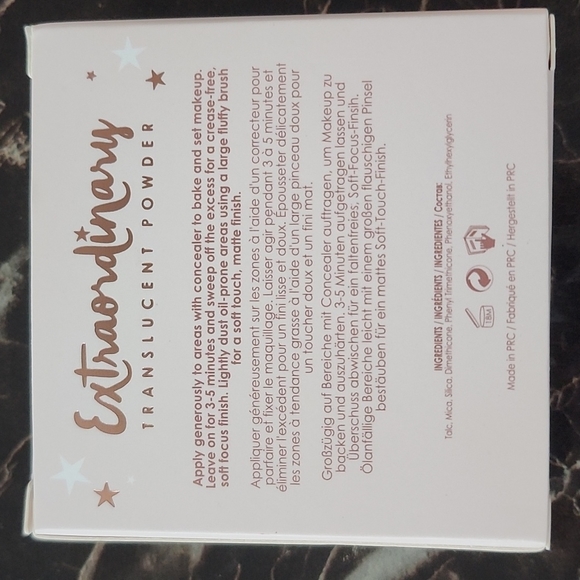 Extraordinary
TRANSLUCENT POWDER
Apply generously to areas with concealer to bake and set makeup.
Leave on for 3-5 minutes and sweep off the excess for a crease-free,
soft focus finish. Lightly dust oil-prone areas using a large fluffy brush
for a soft touch, matte finish.
Appliquer généreusement sur les zones à l'aide d'un correcteur pour
parfaire et fixer le maquillage. Laisser agir pendant 3 à 5 minutes et
éliminer l'excédent pour un fini lisse et doux. Épousseter délicatement
les zones à tendance grasse à l'aide d'un large pinceau doux pour
un toucher doux et un fini mat.
Großzügig auf Bereiche mit Concealer auftragen, um Makeup zu
backen und auszuhärten. 3-5 Minuten aufgetragen lassen und
Überschuss abwischen für ein faltenfreies, Soft-Focus-Finsih.
Ölanfällige Bereiche leicht mit einem großen flauschigen Pinsel
bestäuben für ein mattes Soft-Touch-Finish.
INGREDIENTS / INGRÉDIENTS / INGREDIENTES / Состав:
Talc, Mica, Silica, Dimethicone, Phenyl Trimethicone, Phenoxyethanol, Ethylhexylglycerin
18M
Made in PRC / Fabriqué en PRC / Hergestellt in PRC